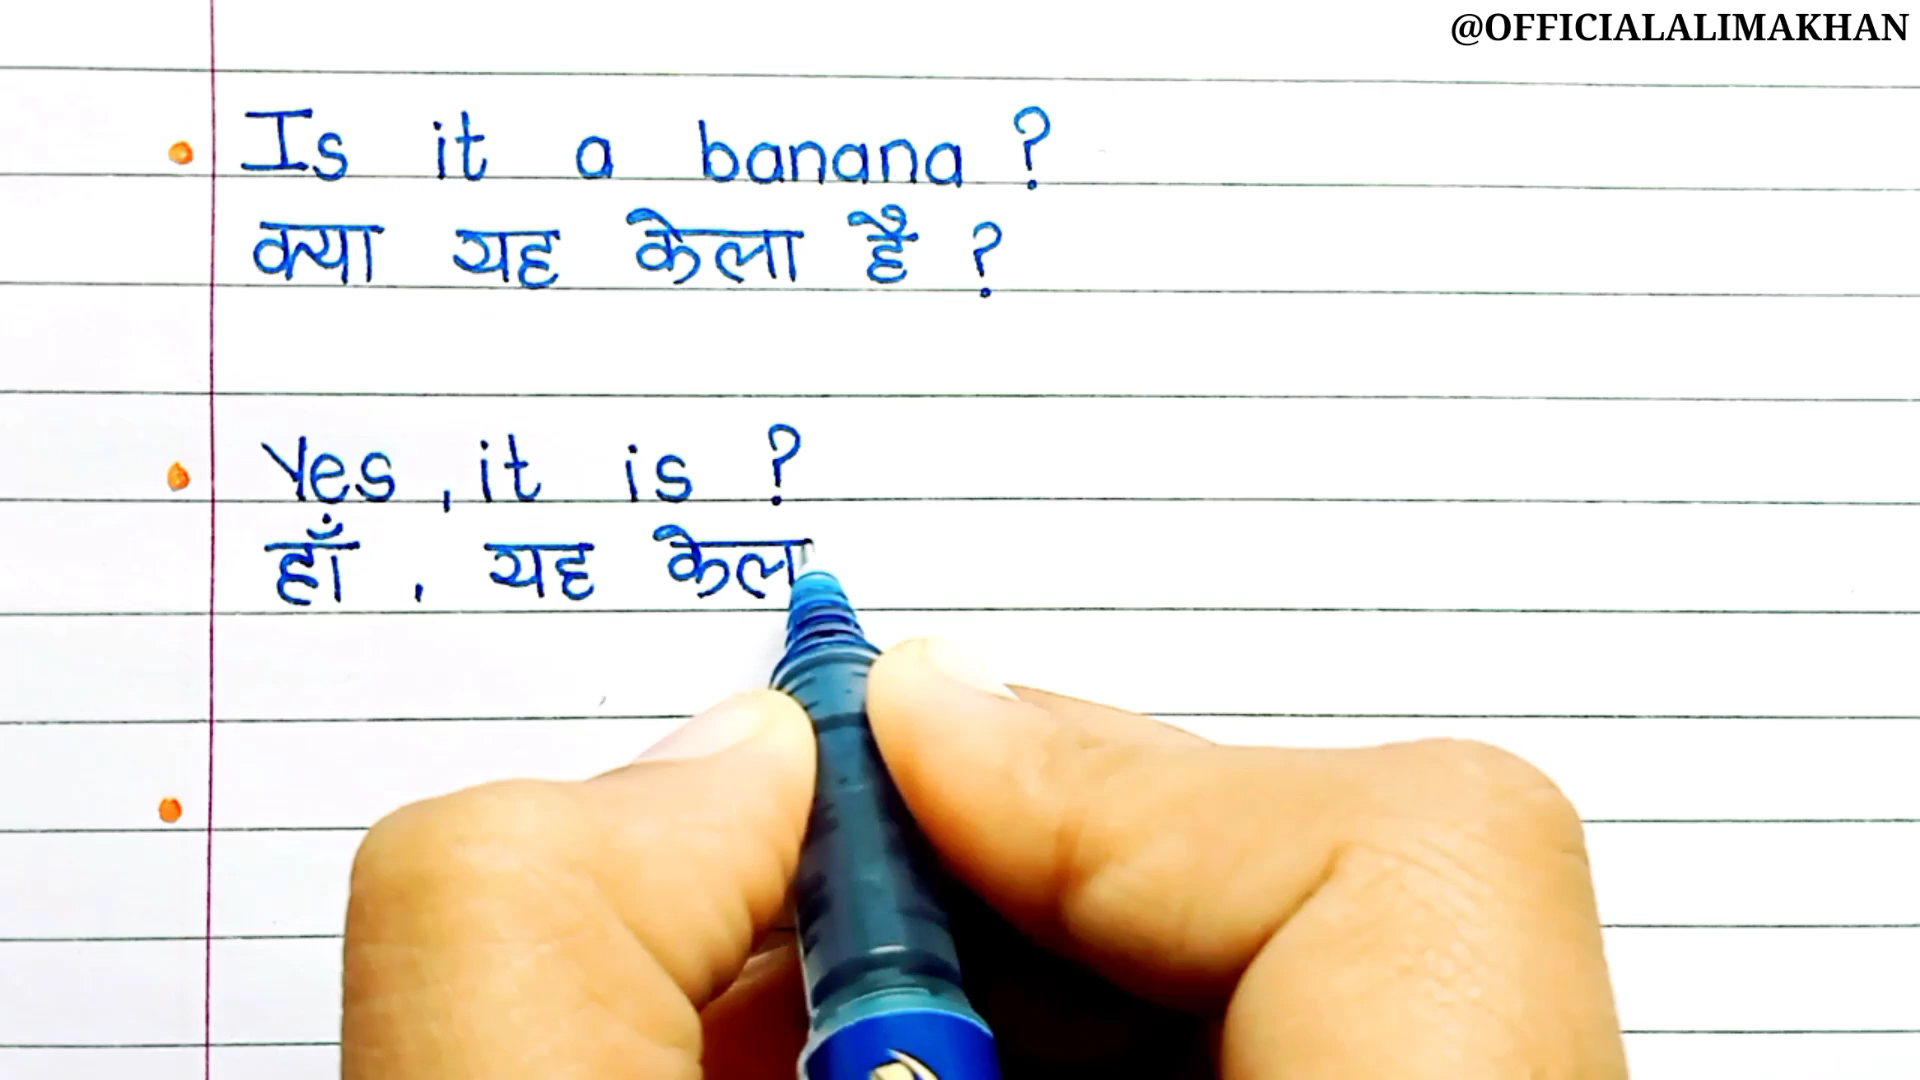 @OFFICIALALIMAKHAN
Is it a banana ?
क्या यह केला है ?
Yes , it is ?
हाँ , यह केल